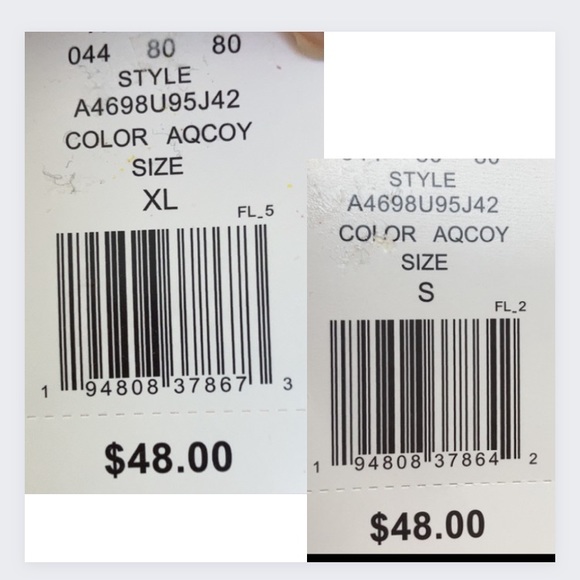 044 80 80
STYLE
A4698U95J42
COLOR AQCOY
SIZE
XL
FL_5
1 94808 37867 3
$48.00
STYLE
A4698U95J42
COLOR AQCOY
SIZE
S
FL_2
1 94808 37864 2
$48.00